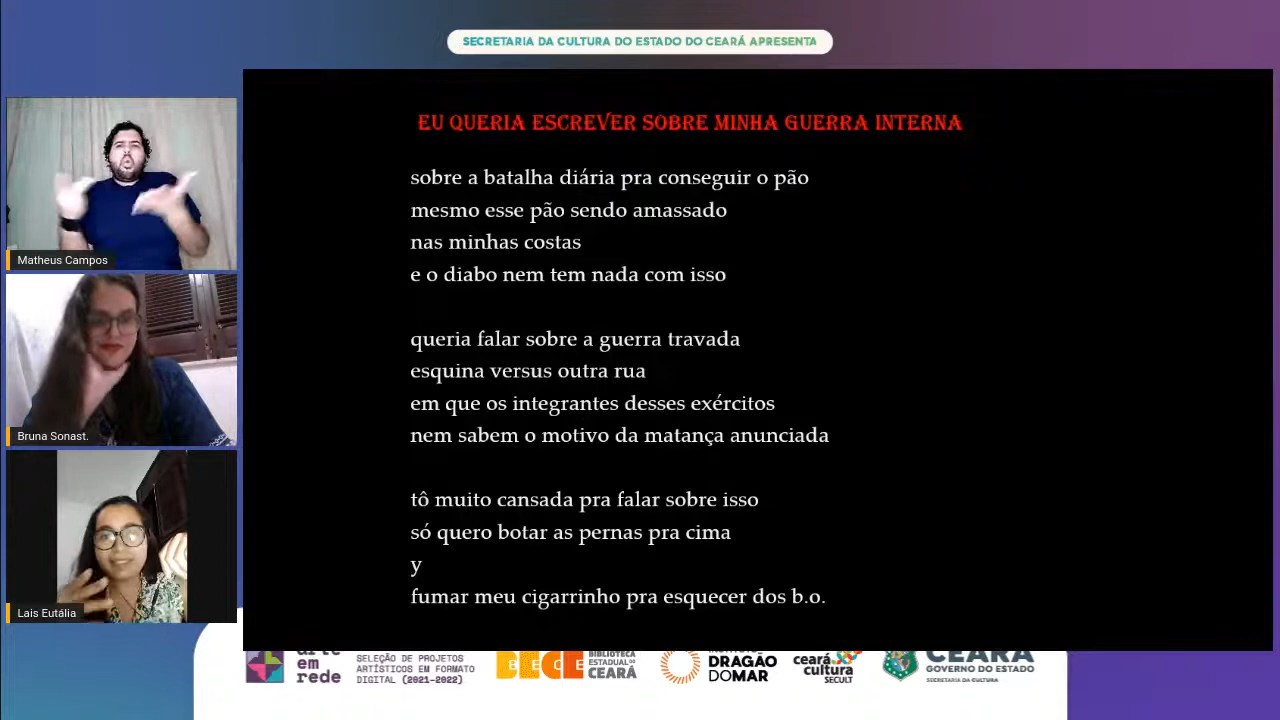 SECRETARIA DA CULTURA DO ESTADO DO CEARÁ APRESENTA
EU QUERIA ESCREVER SOBRE MINHA GUERRA INTERNA
sobre a batalha diária pra conseguir o pão
mesmo esse pão sendo amassado
nas minhas costas
e o diabo nem tem nada com isso
queria falar sobre a guerra travada
esquina versus outra rua
em que os integrantes desses exércitos
nem sabem o motivo da matança anunciada
tô muito cansada pra falar sobre isso
só quero botar as pernas pra cima
y
fumar meu cigarrinho pra esquecer dos b.o.
Matheus Campos
Bruna Sonast.
Lais Eutália
arte
em
rede
SELEÇÃO DE PROJETOS
ARTÍSTICOS EM FORMATO
DIGITAL (2021-2022)
BECE
BIBLIOTECA
ESTADUAL DO
CEARÁ
DRAGÃO
DOMAR
ceará
cultura
SECULT
CEARÁ
GOVERNO DO ESTADO
SECRETARIA DA CULTURA